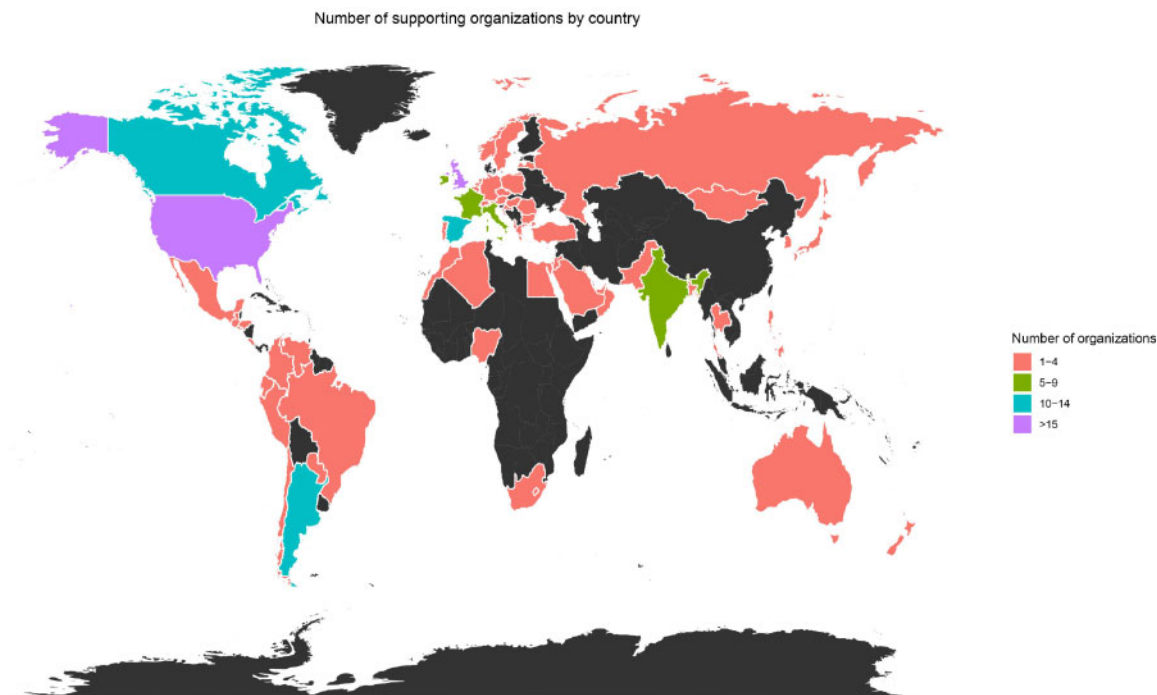 Number of supporting organizations by country
Number of organizations
1−4
5−9
10−14
>15